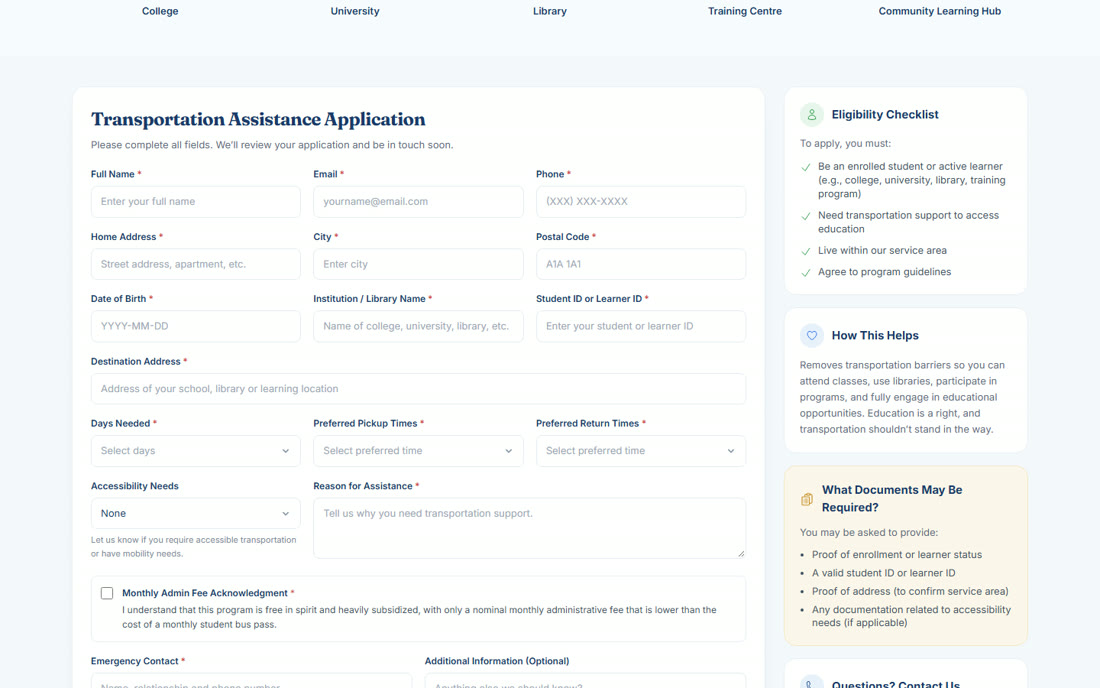 College
University
Library
Training Centre
Community Learning Hub
Transportation Assistance Application
Please complete all fields. We'll review your application and be in touch soon.
Full Name *
Email *
Phone *
Enter your full name
yourname@email.com
(XXX) XXX-XXXX
Home Address *
City *
Postal Code *
Street address, apartment, etc.
Enter city
A1A 1A1
Date of Birth *
Institution / Library Name *
Student ID or Learner ID *
YYYY-MM-DD
Name of college, university, library, etc.
Enter your student or learner ID
Destination Address *
Address of your school, library or learning location
Days Needed *
Preferred Pickup Times *
Preferred Return Times *
Select days
Select preferred time
Select preferred time
Accessibility Needs
Reason for Assistance *
None
Tell us why you need transportation support.
Let us know if you require accessible transportation
or have mobility needs.
Monthly Admin Fee Acknowledgment *
I understand that this program is free in spirit and heavily subsidized, with only a nominal monthly administrative fee that is lower than the
cost of a monthly student bus pass.
Emergency Contact *
Additional Information (Optional)
Name, relationship and phone number
Anything else we should know?
Eligibility Checklist
To apply, you must:
Be an enrolled student or active learner
(e.g., college, university, library, training
program)
Need transportation support to access
education
Live within our service area
Agree to program guidelines
How This Helps
Removes transportation barriers so you can
attend classes, use libraries, participate in
programs, and fully engage in educational
opportunities. Education is a right, and
transportation shouldn't stand in the way.
What Documents May Be
Required?
You may be asked to provide:
• Proof of enrollment or learner status
• A valid student ID or learner ID
• Proof of address (to confirm service area)
• Any documentation related to accessibility
needs (if applicable)
Questions? Contact Us